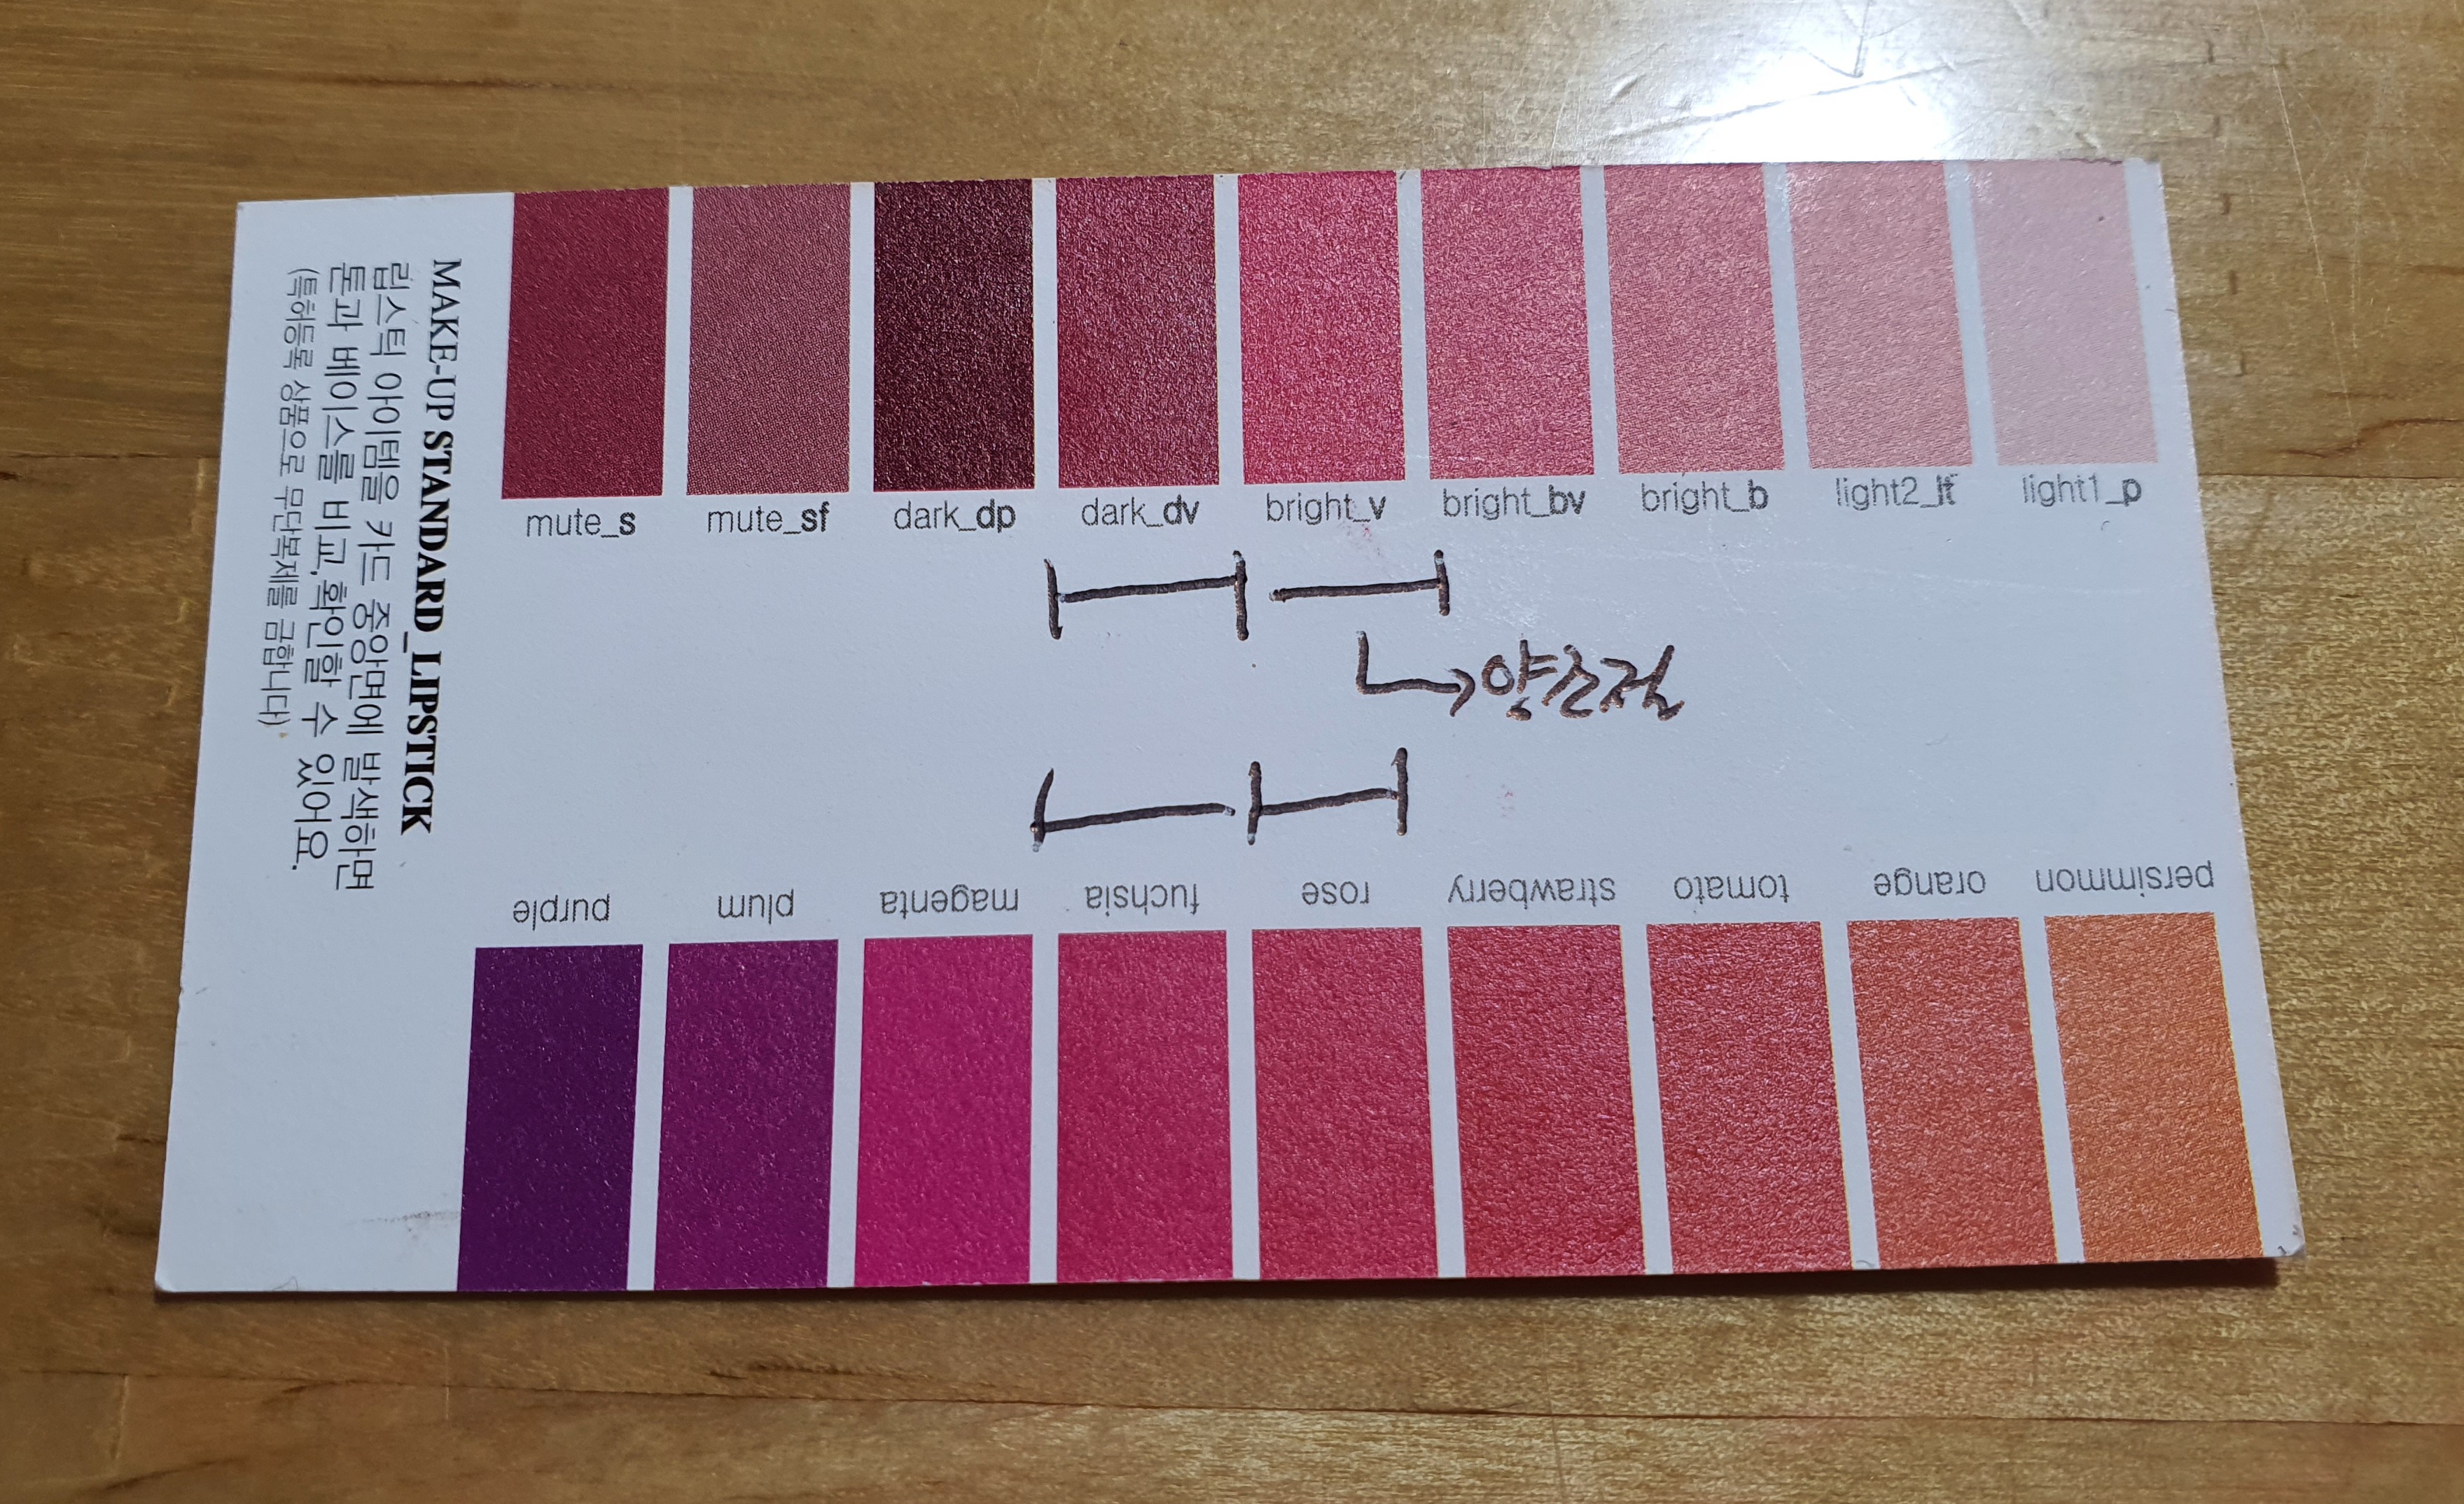 MAKE-UP STANDARD_LIPSTICK
립스틱 아이템을 카드 중앙면에 발색하면
톤과 베이스를 비교,확인할 수 있어요.
(특허등록 상품으로 무단복제를 금합니다)
mute_s mute_sf dark_dp dark_dv bright_v bright_bv bright_b light2_lt light1_p
양손절
persimmon orange tomato strawberry rose fuchsia magenta plum purple